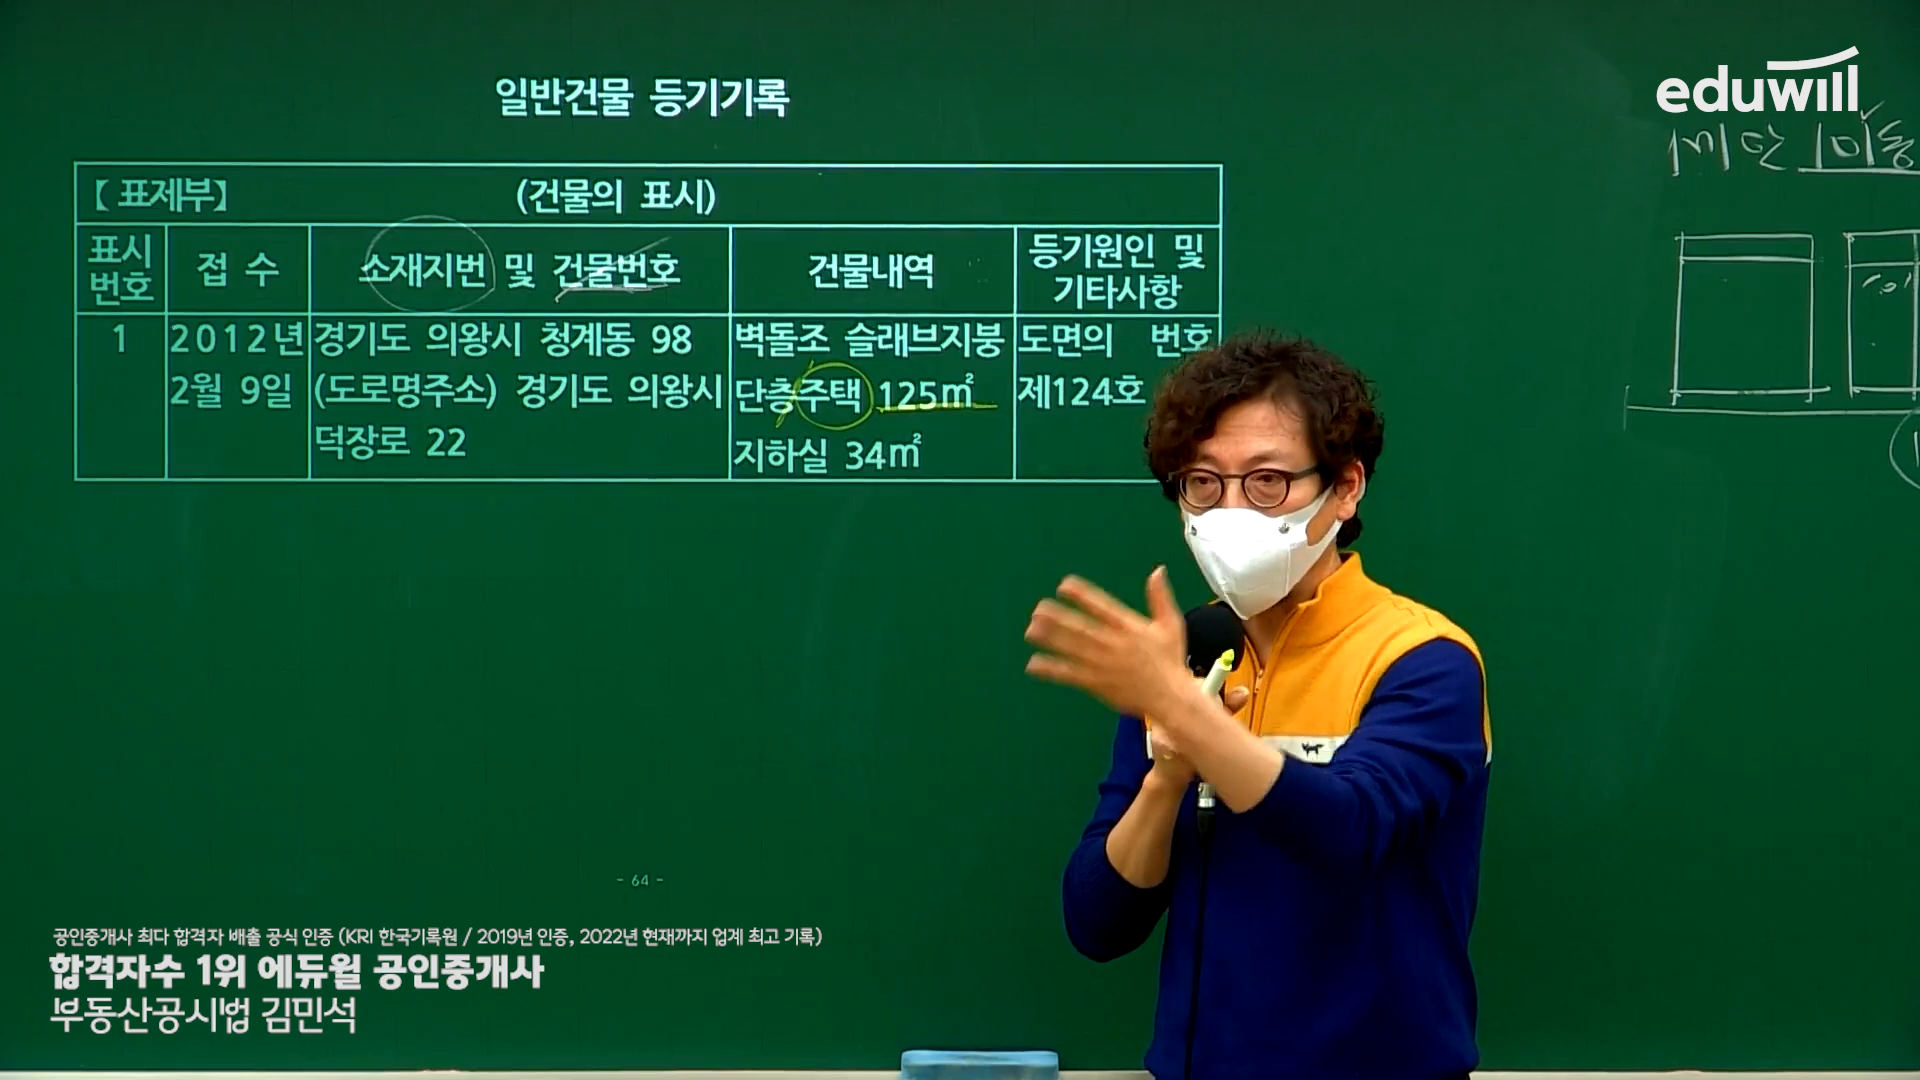 일반건물 등기기록
eduwill
【 표제부】 (건물의 표시)
표시 번호 접 수 소재지번 및 건물번호 건물내역 등기원인 및 기타사항
1 2012년 경기도 의왕시 청계동 98 벽돌조 슬래브지붕 도면의 번호
2월 9일 (도로명주소) 경기도 의왕시 단층주택 125㎡ 제124호
덕장로 22 지하실 34㎡
- 64 -
공인중개사 최다 합격자 배출 공식 인증 (KRI 한국기록원 / 2019년 인증, 2022년 현재까지 업계 최고 기록)
합격자수 1위 에듀윌 공인중개사
부동산공시법 김민석